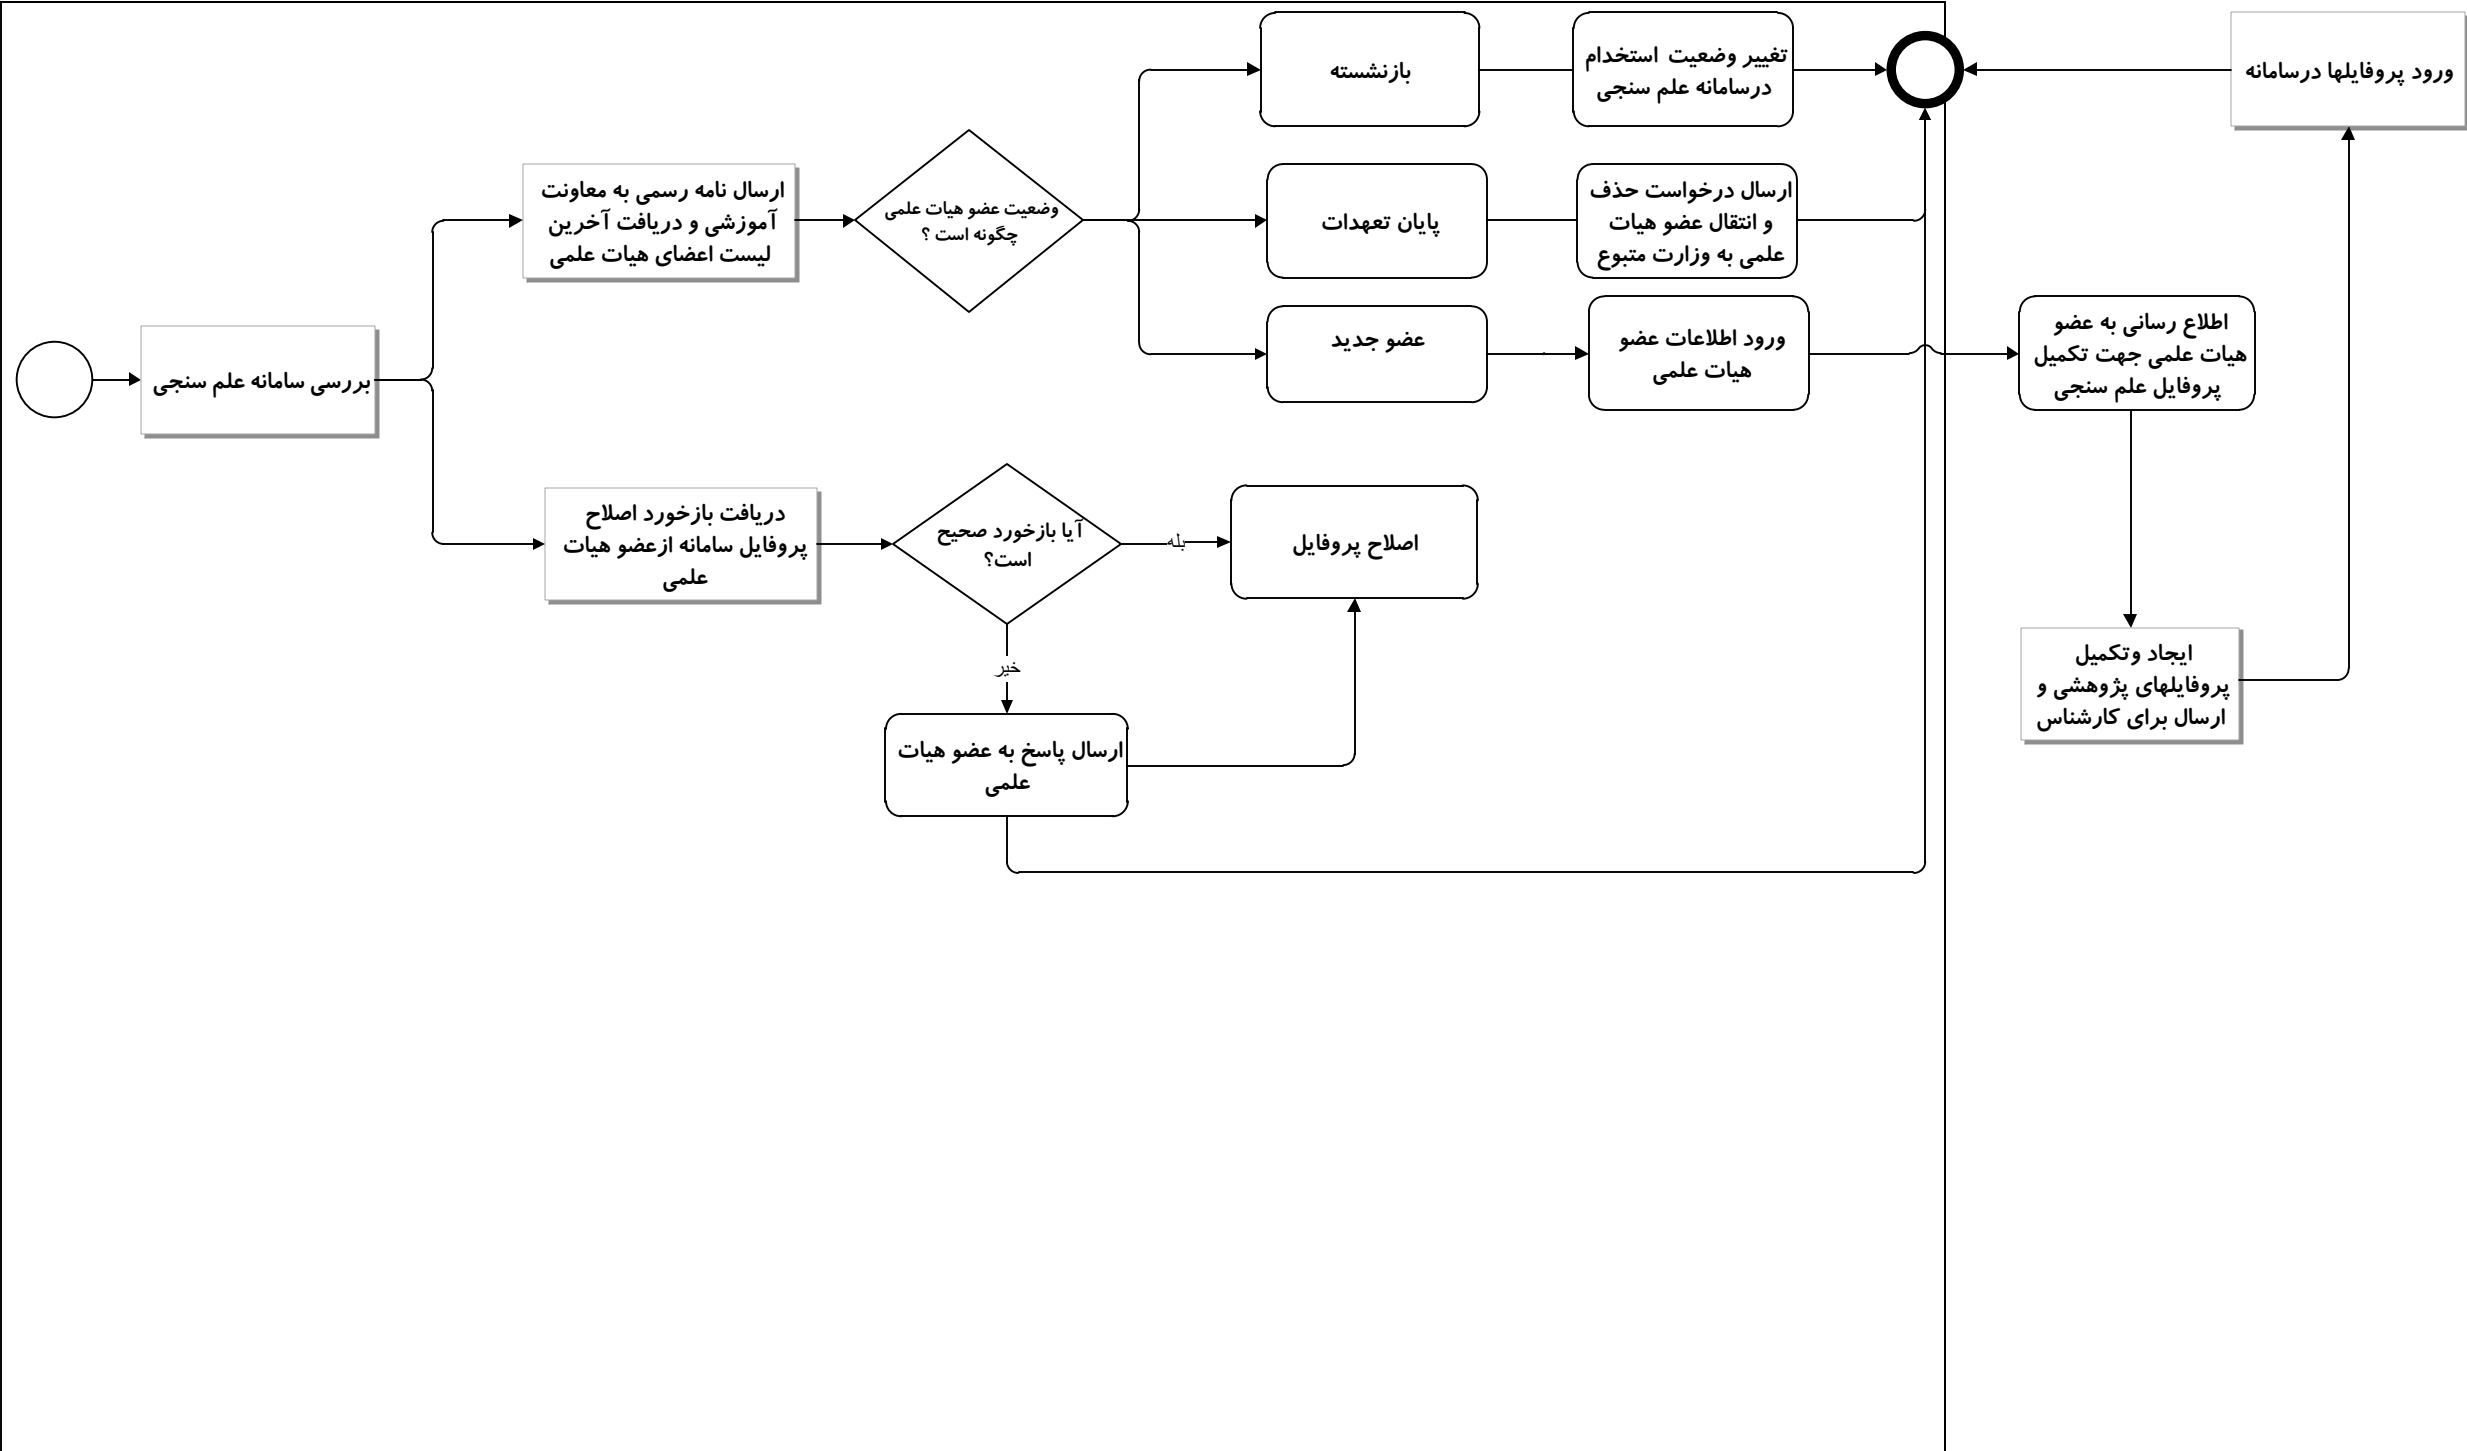 بازنشسته
تغییر وضعیت استخدام
درسامانه علم سنجی
ورود پروفایلها درسامانه
ارسال نامه رسمی به معاونت
آموزشی و دریافت آخرین
لیست اعضای هیات علمی
وضعیت عضو هیات علمی
چگونه است ؟
پایان تعهدات
ارسال درخواست حذف
و انتقال عضو هیات
علمی به وزارت متبوع
بررسی سامانه علم سنجی
عضو جدید
ورود اطلاعات عضو
هیات علمی
اطلاع رسانی به عضو
هیات علمی جهت تکمیل
پروفایل علم سنجی
دریافت بازخورد اصلاح
پروفایل سامانه ازعضو هیات
علمی
آیا بازخورد صحیح
است؟
بله
اصلاح پروفایل
خیر
ایجاد وتکمیل
پروفایلهای پژوهشی و
ارسال برای کارشناس
ارسال پاسخ به عضو هیات
علمی